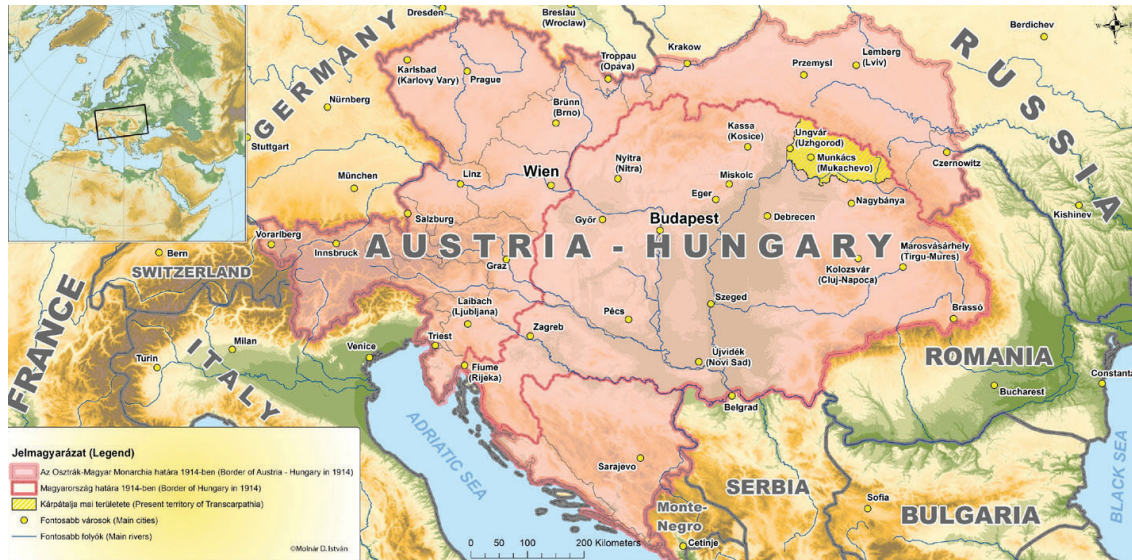 GERMANY
Dresden
Breslau
(Wroclaw)
Berdichev
RUSSIA
Karlsbad
(Karlovy Vary)
Prague
Troppau
(Opava)
Krakow
Przemysl
Lemberg
(Lviv)
Nürnberg
Brünn
(Brno)
Stuttgart
Kassa
(Kosice)
Ungvár
(Uzhgorod)
Munkács
(Mukachevo)
Czernowitz
München
Linz
Wien
Nyitra
(Nitra)
Miskolc
Eger
Nagybánya
Kishinev
Salzburg
Győr
Budapest
Debrecen
Vorarlberg
Innsbruck
AUSTRIA - HUNGARY
Marosvásárhely
(Tirgu-Mures)
Bern
SWITZERLAND
Graz
Kolozsvár
(Cluj-Napoca)
FRANCE
Laibach
(Ljubljana)
Szeged
Brassó
Pécs
ITALY
Milan
Turin
Venice
Triest
Zagreb
Fiume
(Rijeka)
Újvidék
(Novi Sad)
ROMANIA
Bucharest
Constanta
Belgrad
ADRIATIC SEA
BLACK SEA
Sarajevo
SERBIA
Monte-
Negro
Cetinje
Sofia
BULGARIA
Jelmagyarázat (Legend)
Az Osztrák-Magyar Monarchia határa 1914-ben (Border of Austria - Hungary in 1914)
Magyarország határa 1914-ben (Border of Hungary in 1914)
Kárpátalja mai területete (Present territory of Transcarpathia)
Fontosabb városok (Main cities)
Fontosabb folyók (Main rivers)
©Molnár D. István
0 50 100 200 Kilometers